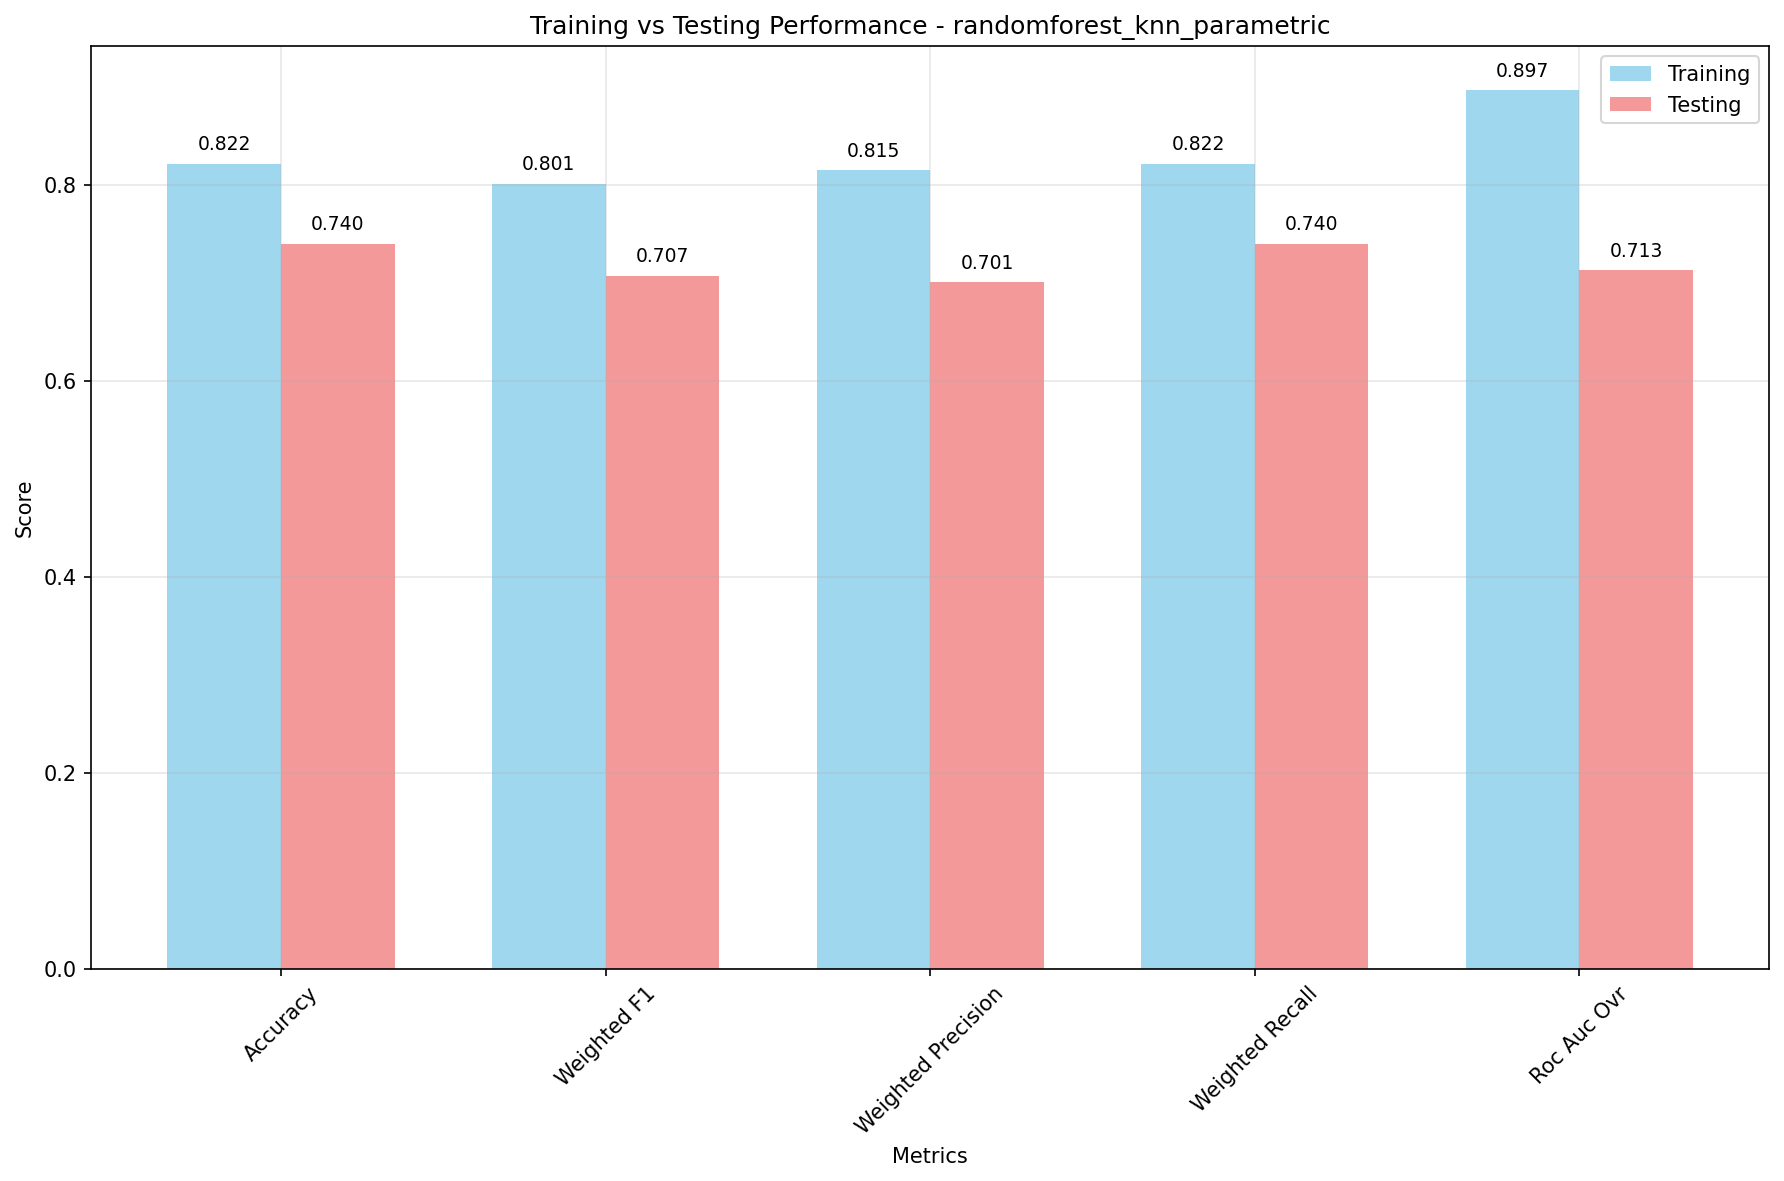 Training vs Testing Performance - randomforest_knn_parametric
Training
Testing
0.822
0.740
0.801
0.707
0.815
0.701
0.822
0.740
0.897
0.713
Score
0.8
0.6
0.4
0.2
0.0
Accuracy
Weighted F1
Weighted Precision
Weighted Recall
Roc Auc Ovr
Metrics